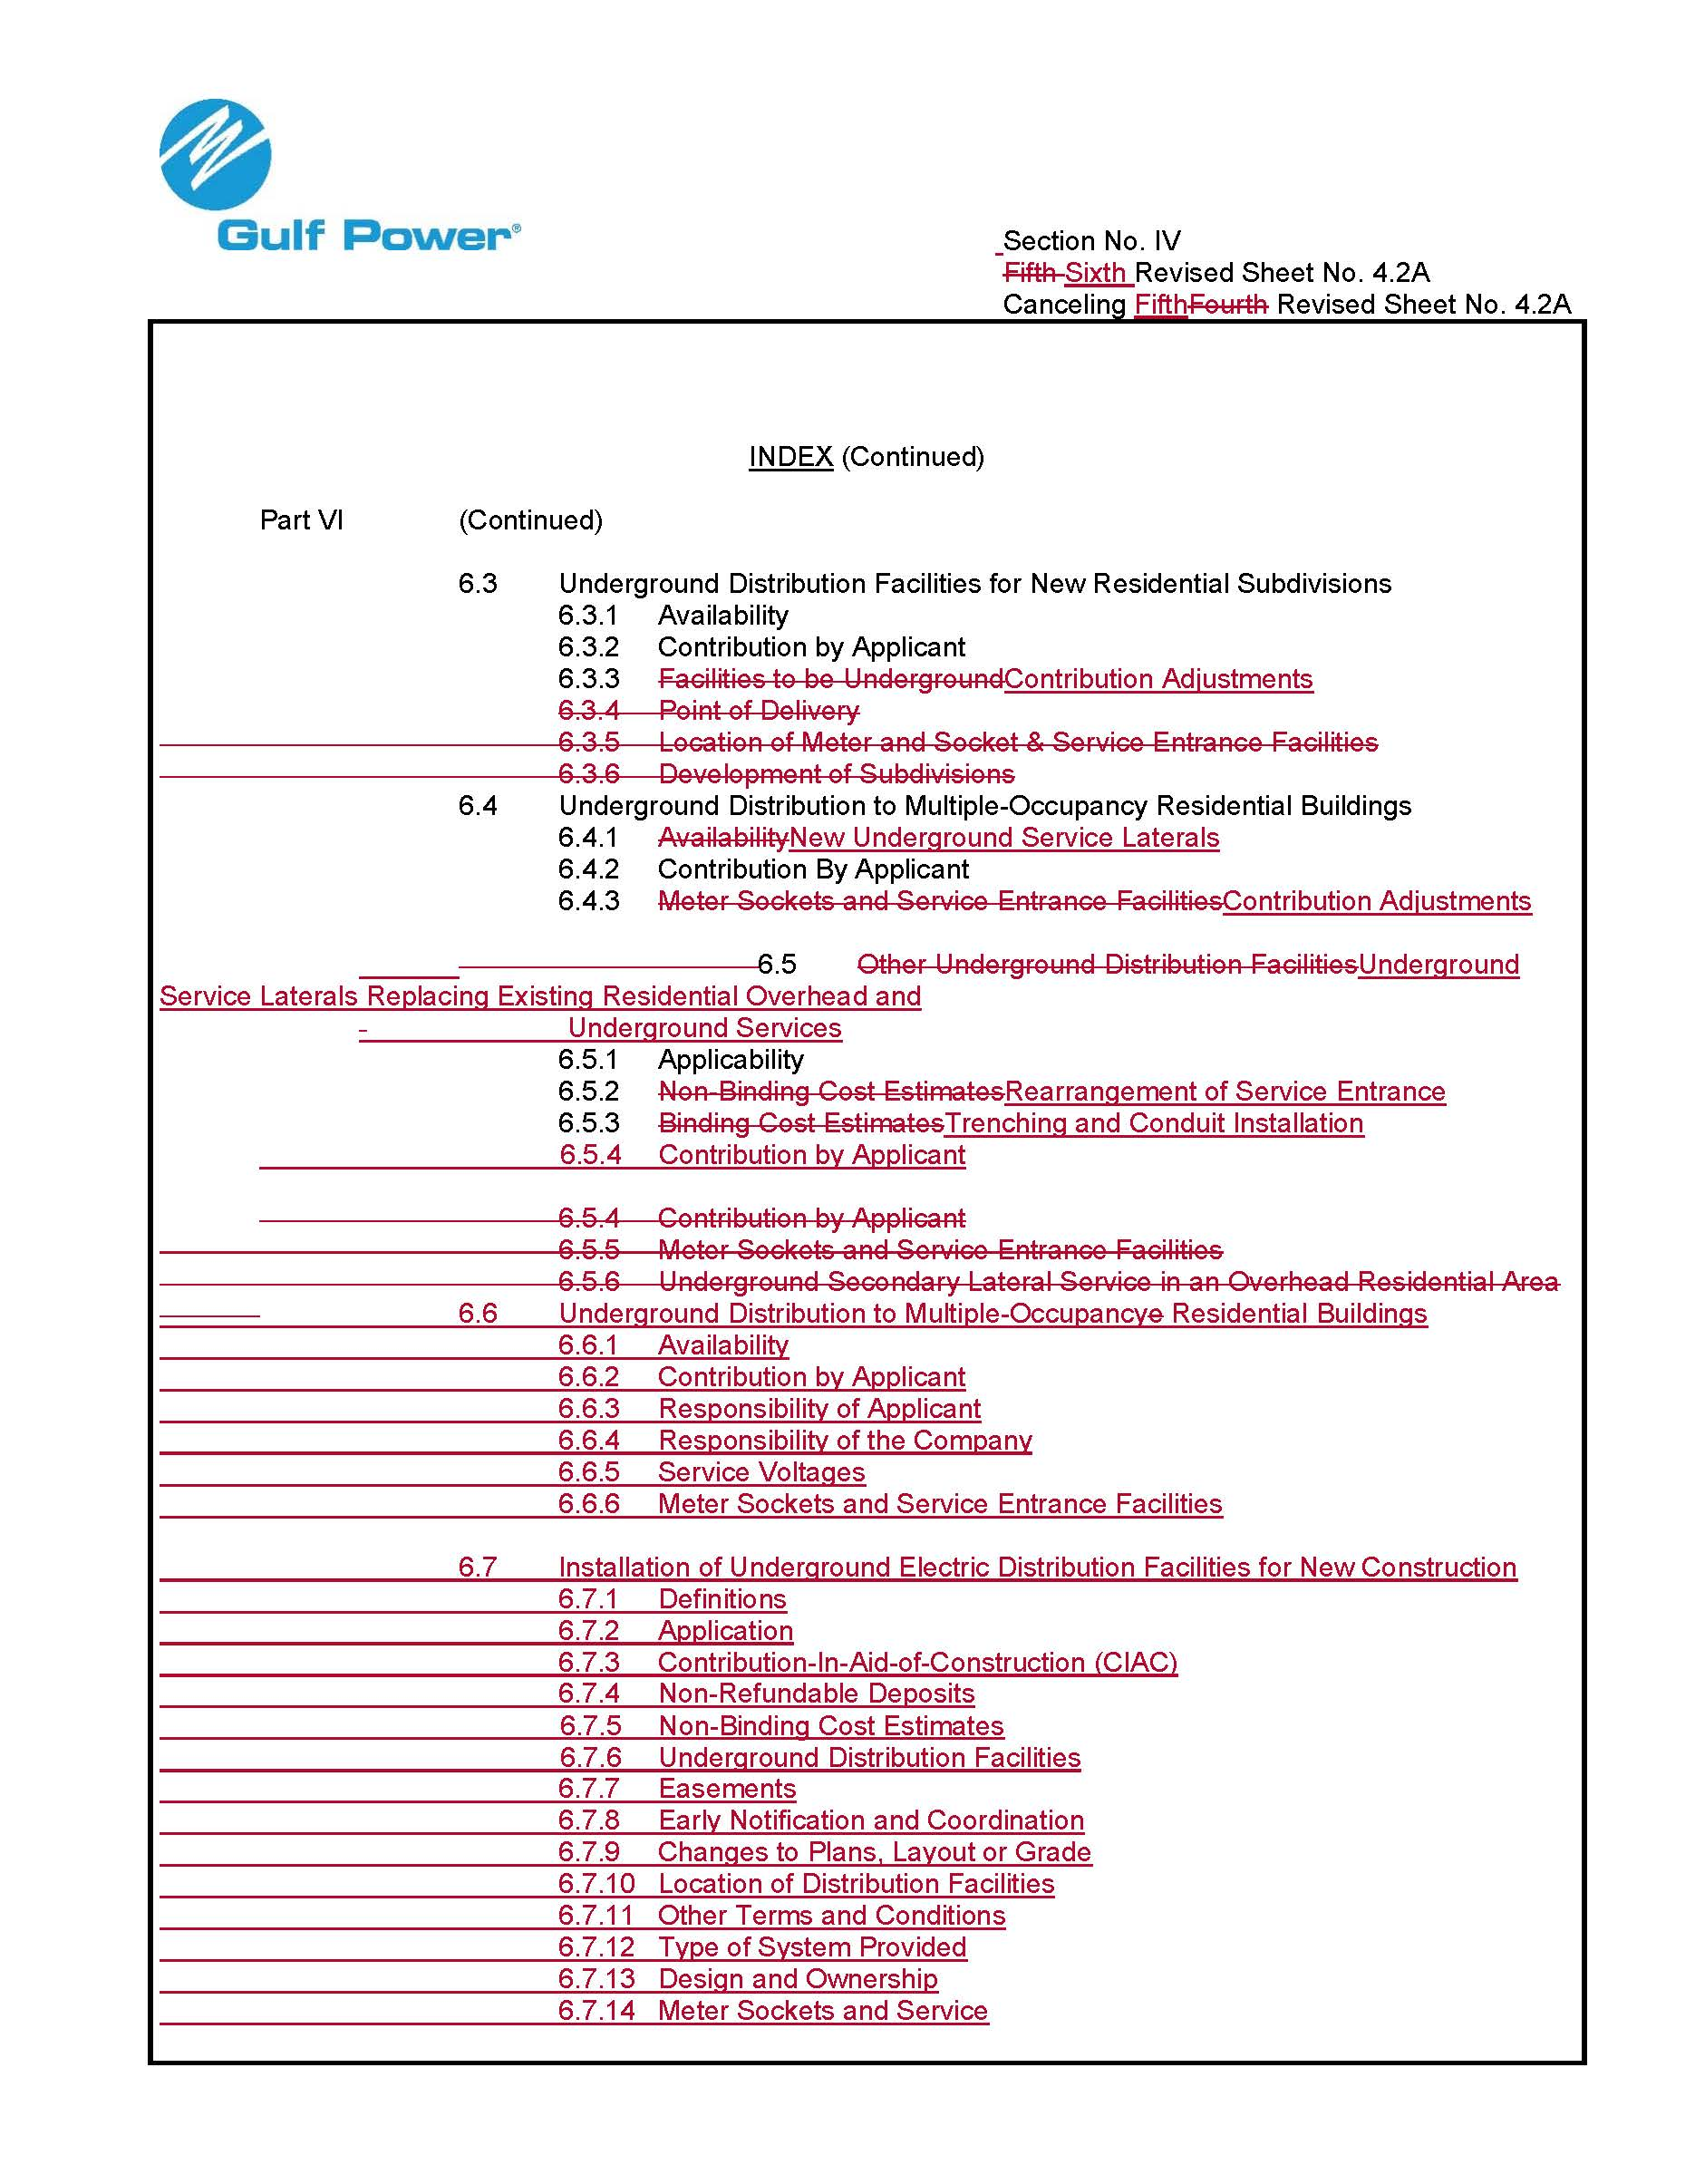 Gulf Power®
Section No. IV
Fifth Sixth Revised Sheet No. 4.2A
Canceling FifthFourth Revised Sheet No. 4.2A
INDEX (Continued)
Part VI (Continued)
6.3 Underground Distribution Facilities for New Residential Subdivisions
6.3.1 Availability
6.3.2 Contribution by Applicant
6.3.3 Facilities to be UndergroundContribution Adjustments
6.3.4 Point of Delivery
6.3.5 Location of Meter and Socket & Service Entrance Facilities
6.3.6 Development of Subdivisions
6.4 Underground Distribution to Multiple-Occupancy Residential Buildings
6.4.1 AvailabilityNew Underground Service Laterals
6.4.2 Contribution By Applicant
6.4.3 Meter Sockets and Service Entrance FacilitiesContribution Adjustments
6.5 Other Underground Distribution FacilitiesUnderground
Service Laterals Replacing Existing Residential Overhead and
Underground Services
6.5.1 Applicability
6.5.2 Non-Binding Cost EstimatesRearrangement of Service Entrance
6.5.3 Binding Cost EstimatesTrenching and Conduit Installation
6.5.4 Contribution by Applicant
6.5.4 Contribution by Applicant
6.5.5 Meter Sockets and Service Entrance Facilities
6.5.6 Underground Secondary Lateral Service in an Overhead Residential Area
6.6 Underground Distribution to Multiple-Occupancye Residential Buildings
6.6.1 Availability
6.6.2 Contribution by Applicant
6.6.3 Responsibility of Applicant
6.6.4 Responsibility of the Company
6.6.5 Service Voltages
6.6.6 Meter Sockets and Service Entrance Facilities
6.7 Installation of Underground Electric Distribution Facilities for New Construction
6.7.1 Definitions
6.7.2 Application
6.7.3 Contribution-In-Aid-of-Construction (CIAC)
6.7.4 Non-Refundable Deposits
6.7.5 Non-Binding Cost Estimates
6.7.6 Underground Distribution Facilities
6.7.7 Easements
6.7.8 Early Notification and Coordination
6.7.9 Changes to Plans, Layout or Grade
6.7.10 Location of Distribution Facilities
6.7.11 Other Terms and Conditions
6.7.12 Type of System Provided
6.7.13 Design and Ownership
6.7.14 Meter Sockets and Service